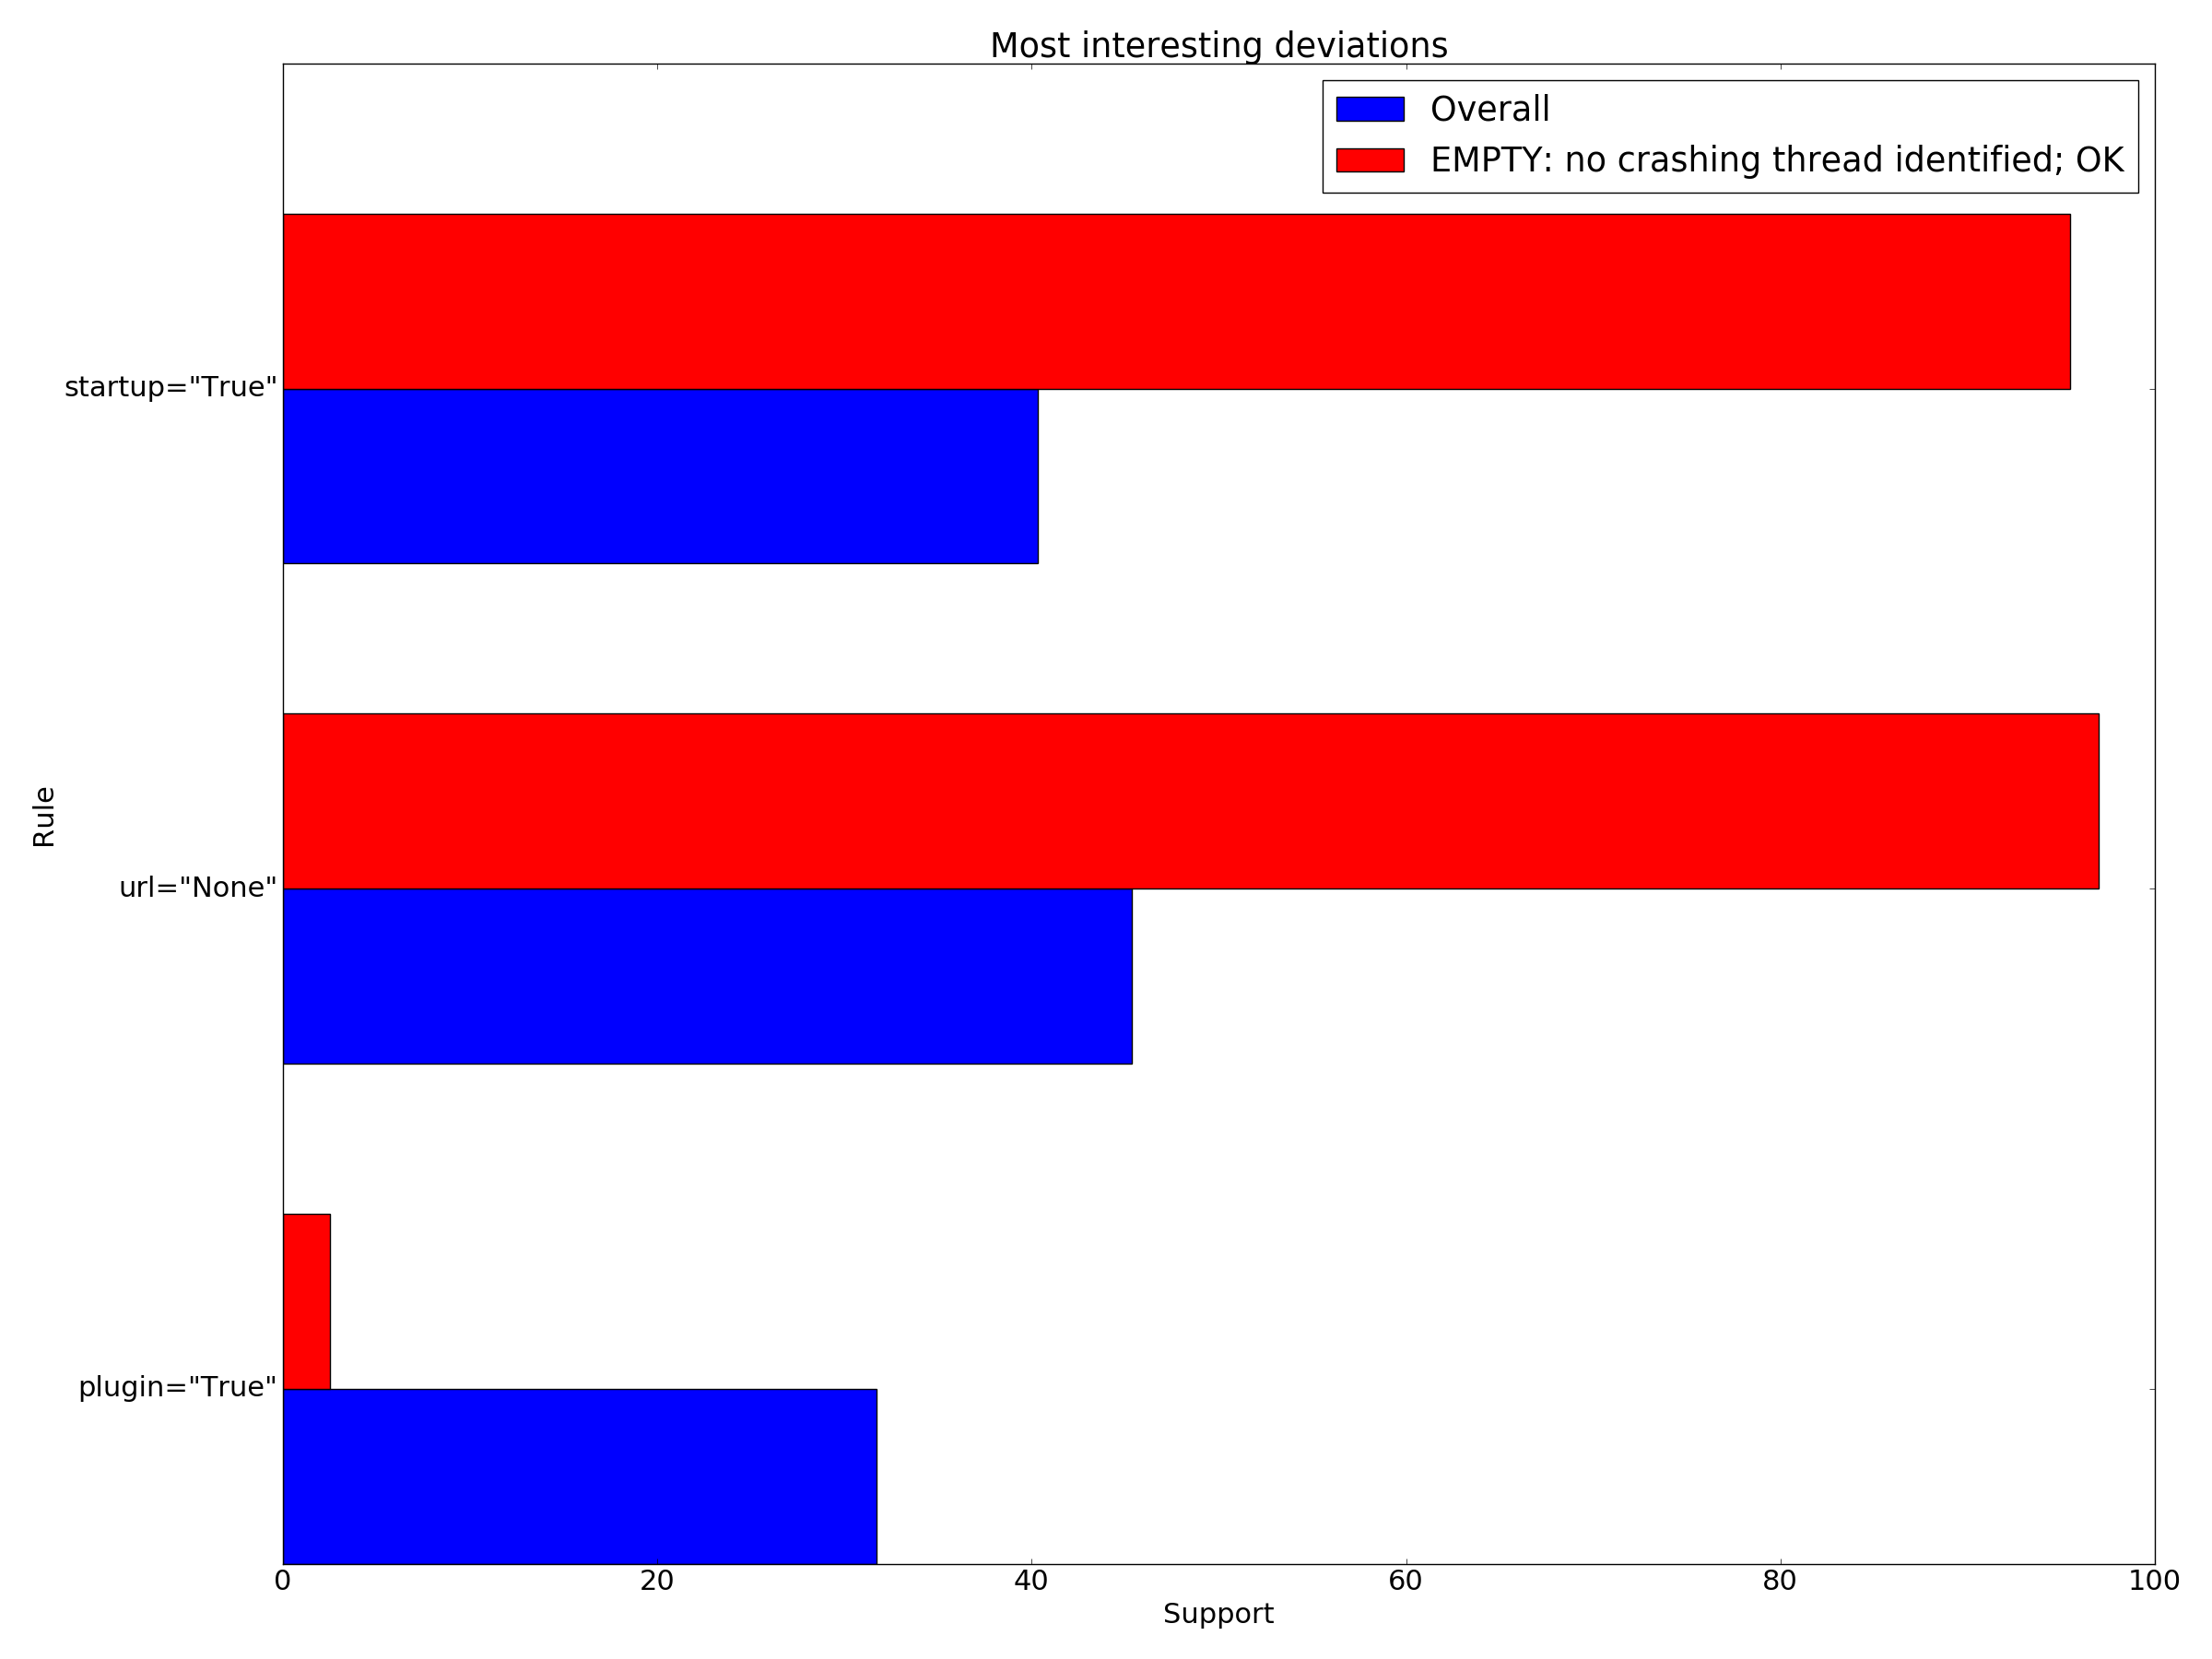 Most interesting deviations
Overall
EMPTY: no crashing thread identified; OK
startup="True"
url="None"
plugin="True"
Rule
0 20 40 60 80 100
Support